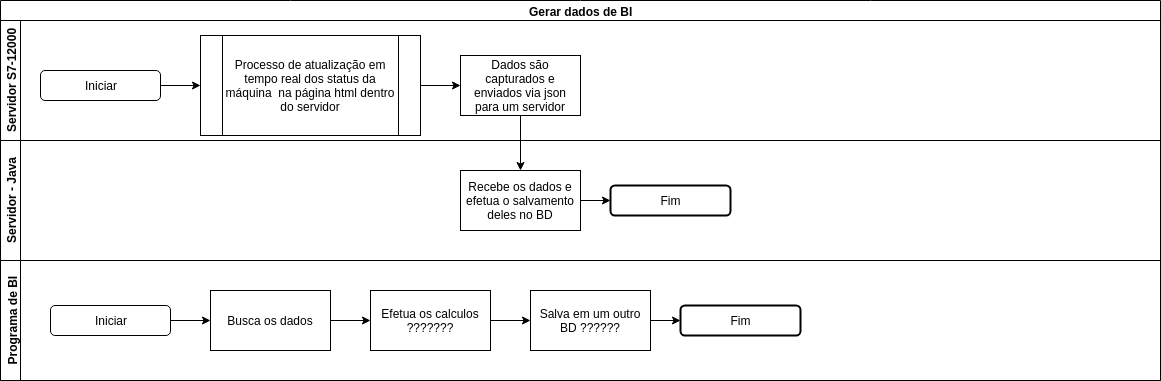 Gerar dados de BI
Servidor S7-12000
Iniciar
Processo de atualização em
tempo real dos status da
máquina  na página html dentro
do servidor
Dados são
capturados e
enviados via json
para um servidor
Servidor - Java
Recebe os dados e
efetua o salvamento
deles no BD
Fim
Programa de BI
Iniciar
Busca os dados
Efetua os calculos
???????
Salva em um outro
BD ??????
Fim